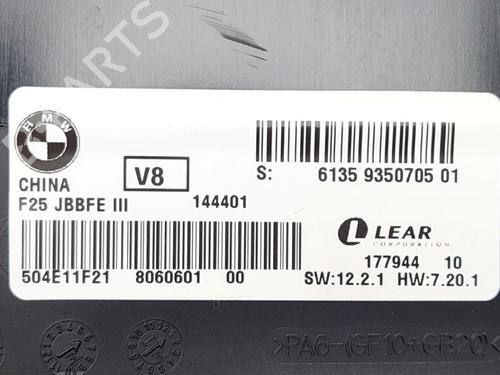 BMW
CHINA
V8
F25 JBBFE III
144401
S: 6135 9350705 01
LEAR
CORPORATION
177944 10
504E11F21 8060601 00
SW:12.2.1 HW:7.20.1
>PA6-(GF10+GB20)<